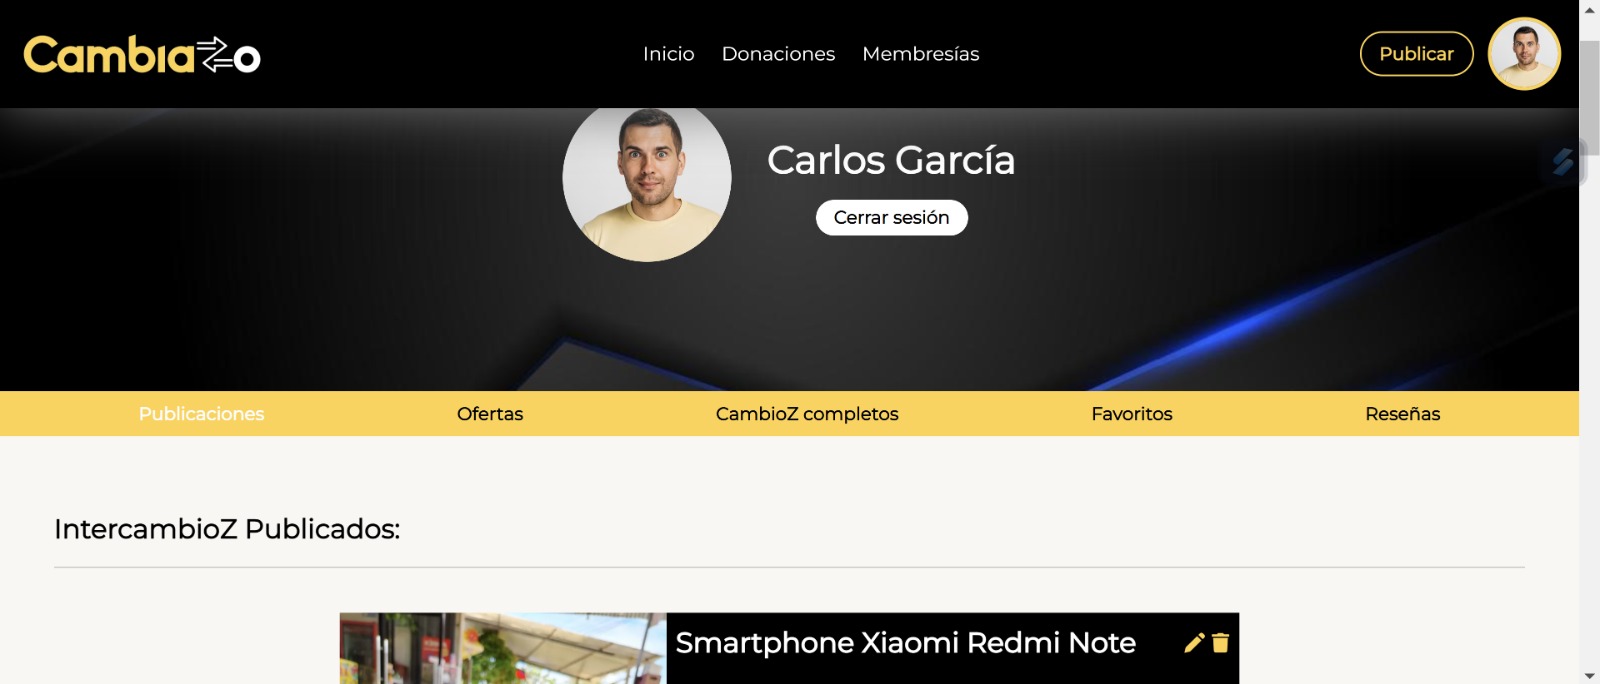 Cambiazo
Inicio Donaciones Membresías Publicar
Carlos García
Cerrar sesión
Publicaciones Ofertas CambioZ completos Favoritos Reseñas
IntercambioZ Publicados:
Smartphone Xiaomi Redmi Note